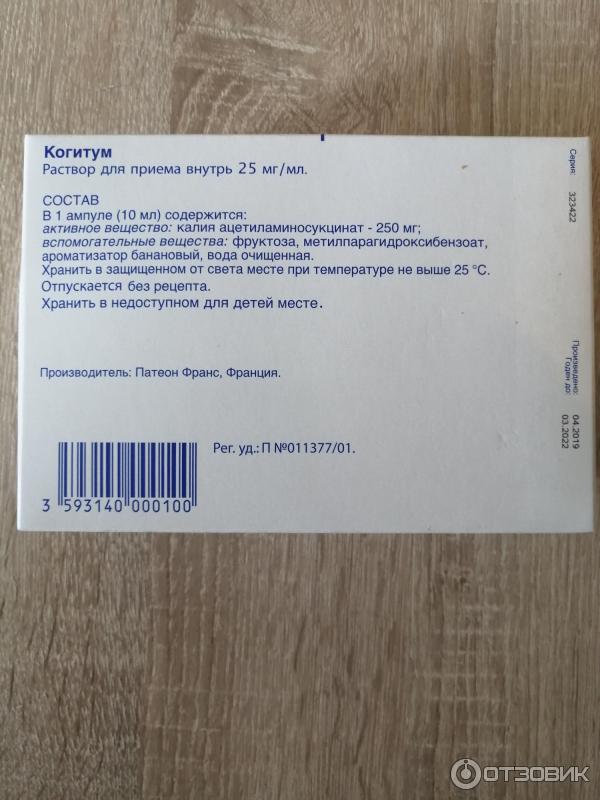 Когитум
Раствор для приема внутрь 25 мг/мл.
СОСТАВ
В 1 ампуле (10 мл) содержится:
активное вещество: калия ацетиламиносукцинат - 250 мг;
вспомогательные вещества: фруктоза, метилпарагидроксибензоат,
ароматизатор банановый, вода очищенная.
Хранить в защищенном от света месте при температуре не выше 25 °С.
Отпускается без рецепта.
Хранить в недоступном для детей месте.
Производитель: Патеон Франс, Франция.
Рег. уд.: П №011377/01.
3 593140 000100
Серия: 323422
Произведено: 04.2019
Годен до: 03.2022
ОТЗОВИК